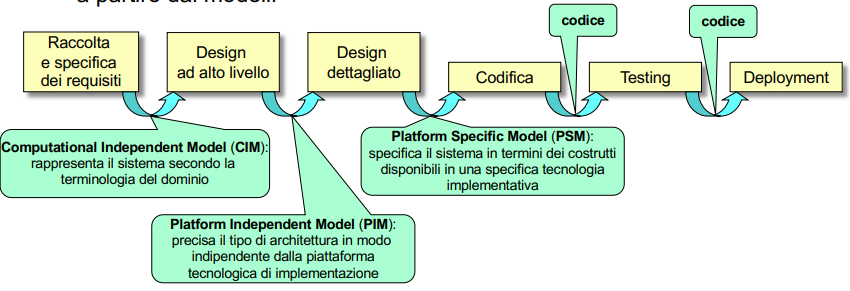 a partire dai modelli
codice
codice
Raccolta
e specifica
dei requisiti
Design
ad alto livello
Design
dettagliato
Codifica
Testing
Deployment
Computational Independent Model (CIM):
rappresenta il sistema secondo la
terminologia del dominio
Platform Specific Model (PSM):
specifica il sistema in termini dei costrutti
disponibili in una specifica tecnologia
implementativa
Platform Independent Model (PIM):
precisa il tipo di architettura in modo
indipendente dalla piattaforma
tecnologica di implementazione